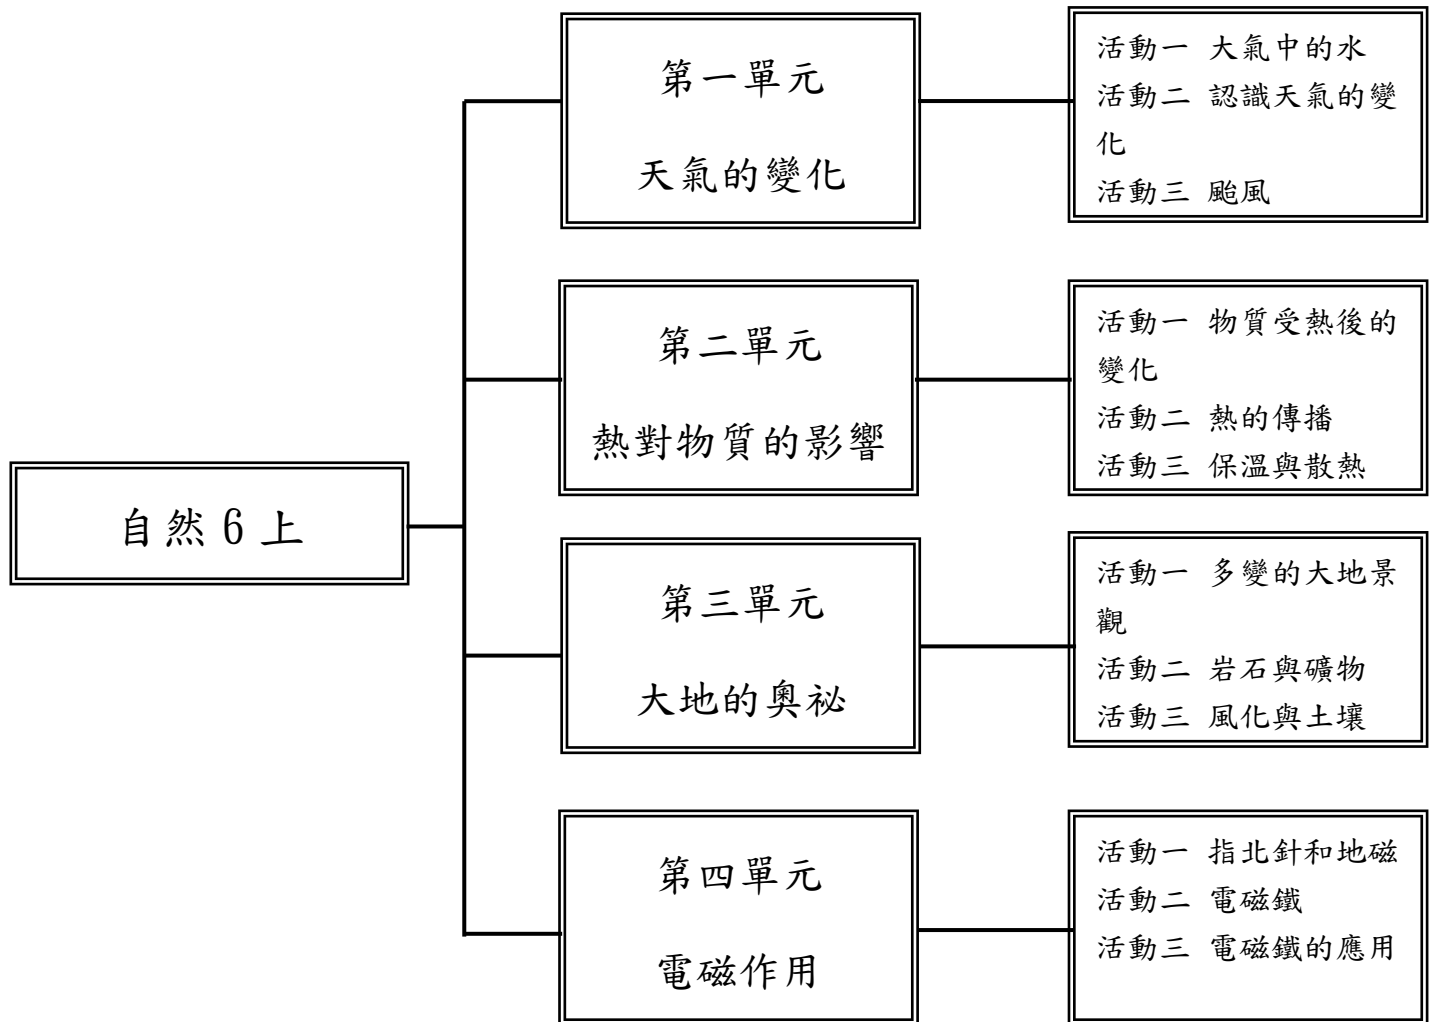 自然 6 上
第一單元
天氣的變化
活動一 大氣中的水
活動二 認識天氣的變
化
活動三 颱風
第二單元
熱對物質的影響
活動一 物質受熱後的
變化
活動二 熱的傳播
活動三 保溫與散熱
第三單元
大地的奧祕
活動一 多變的大地景
觀
活動二 岩石與礦物
活動三 風化與土壤
第四單元
電磁作用
活動一 指北針和地磁
活動二 電磁鐵
活動三 電磁鐵的應用